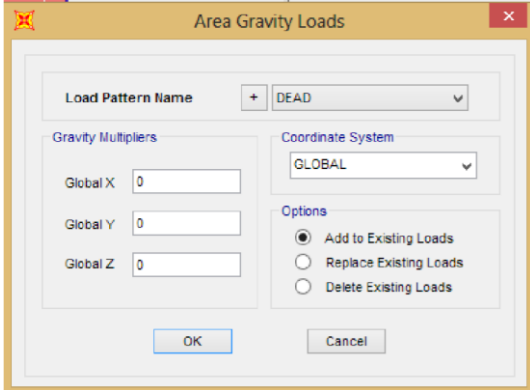 Area Gravity Loads
Load Pattern Name + DEAD
Gravity Multipliers
Global X 0
Global Y 0
Global Z 0
Coordinate System
GLOBAL
Options
Add to Existing Loads
Replace Existing Loads
Delete Existing Loads
OK Cancel